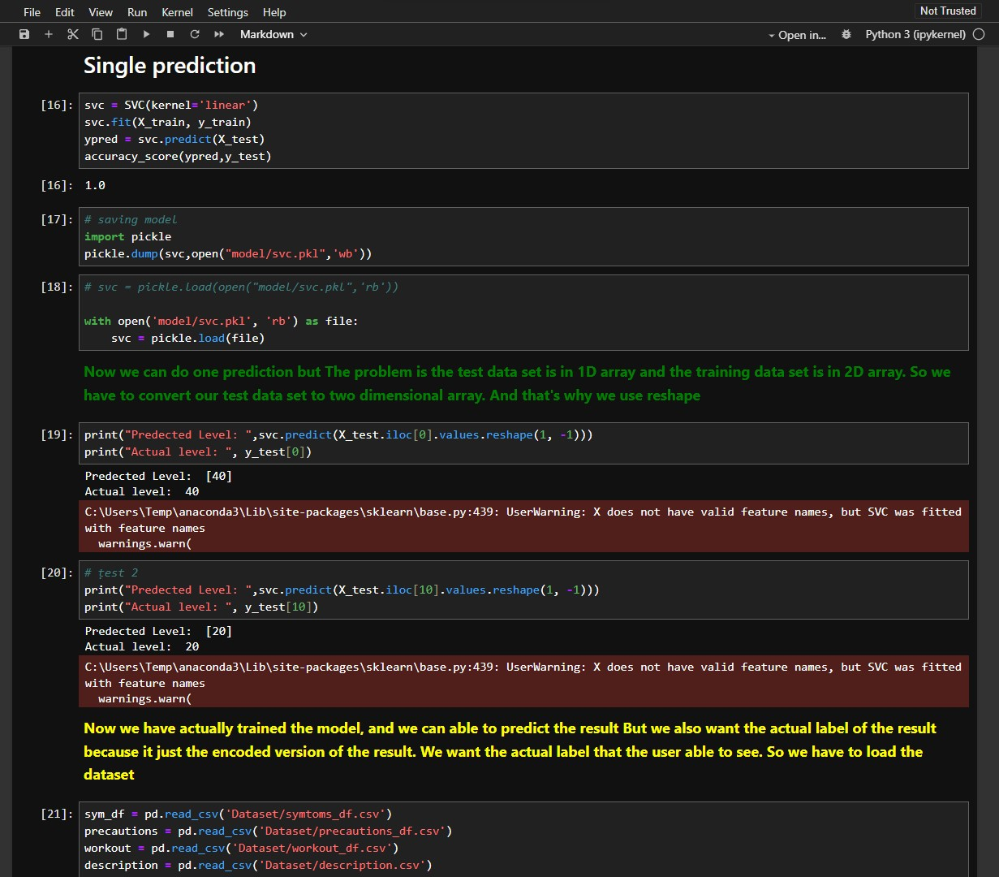 File Edit View Run Kernel Settings Help Not Trusted
Markdown Open in... Python 3 (ipykernel)
Single prediction
[16]: svc = SVC(kernel='linear')
svc.fit(X_train, y_train)
ypred = svc.predict(X_test)
accuracy_score(ypred,y_test)
[16]: 1.0
[17]: # saving model
import pickle
pickle.dump(svc,open("model/svc.pkl",'wb'))
[18]: # svc = pickle.load(open("model/svc.pkl",'rb'))
with open('model/svc.pkl', 'rb') as file:
    svc = pickle.load(file)
Now we can do one prediction but The problem is the test data set is in 1D array and the training data set is in 2D array. So we
have to convert our test data set to two dimensional array. And that's why we use reshape
[19]: print("Predected Level: ",svc.predict(X_test.iloc[0].values.reshape(1, -1)))
print("Actual level: ", y_test[0])
Predected Level:  [40]
Actual level:  40
C:\Users\Temp\anaconda3\Lib\site-packages\sklearn\base.py:439: UserWarning: X does not have valid feature names, but SVC was fitted
with feature names
  warnings.warn(
[20]: # test 2
print("Predected Level: ",svc.predict(X_test.iloc[10].values.reshape(1, -1)))
print("Actual level: ", y_test[10])
Predected Level:  [20]
Actual level:  20
C:\Users\Temp\anaconda3\Lib\site-packages\sklearn\base.py:439: UserWarning: X does not have valid feature names, but SVC was fitted
with feature names
  warnings.warn(
Now we have actually trained the model, and we can able to predict the result But we also want the actual label of the result
because it just the encoded version of the result. We want the actual label that the user able to see. So we have to load the
dataset
[21]: sym_df = pd.read_csv('Dataset/symtoms_df.csv')
precautions = pd.read_csv('Dataset/precautions_df.csv')
workout = pd.read_csv('Dataset/workout_df.csv')
description = pd.read_csv('Dataset/description.csv')